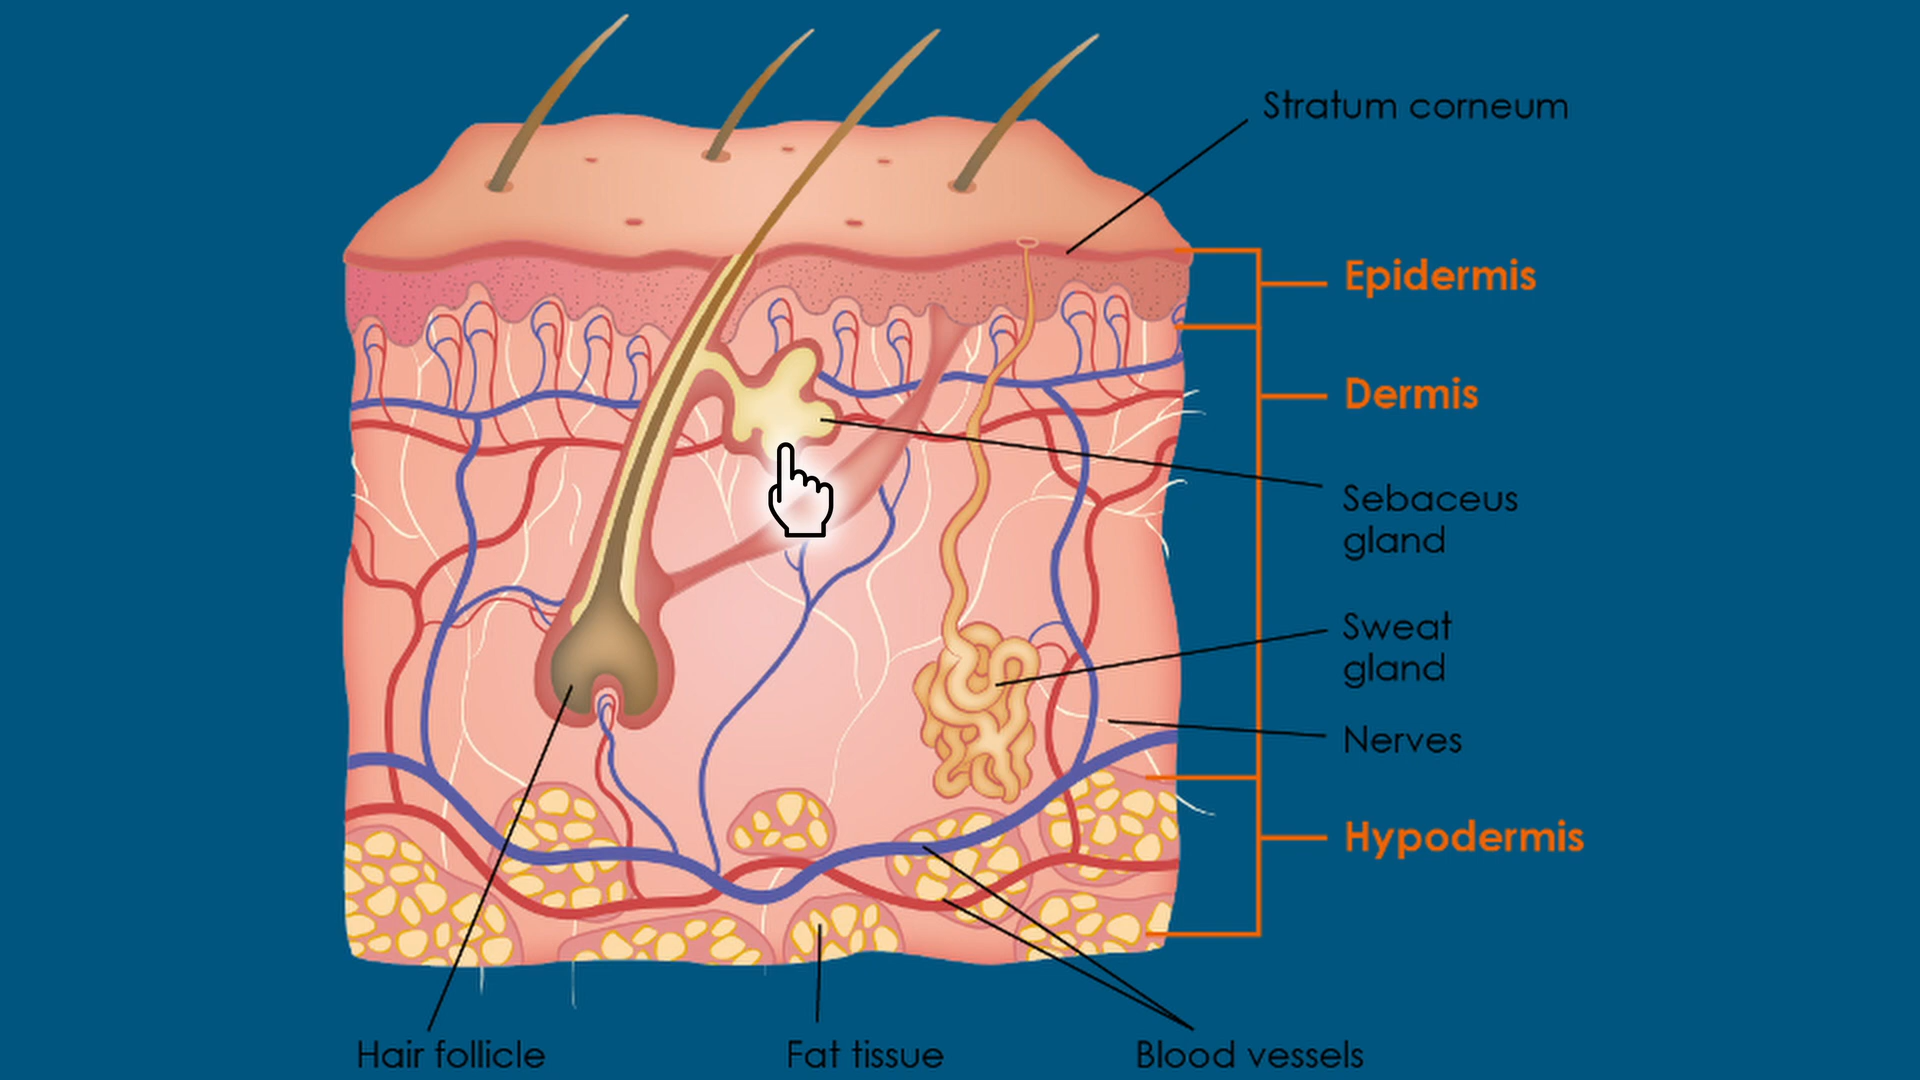 Stratum corneum
Epidermis
Dermis
Sebaceus
gland
Sweat
gland
Nerves
Hypodermis
Hair follicle
Fat tissue
Blood vessels